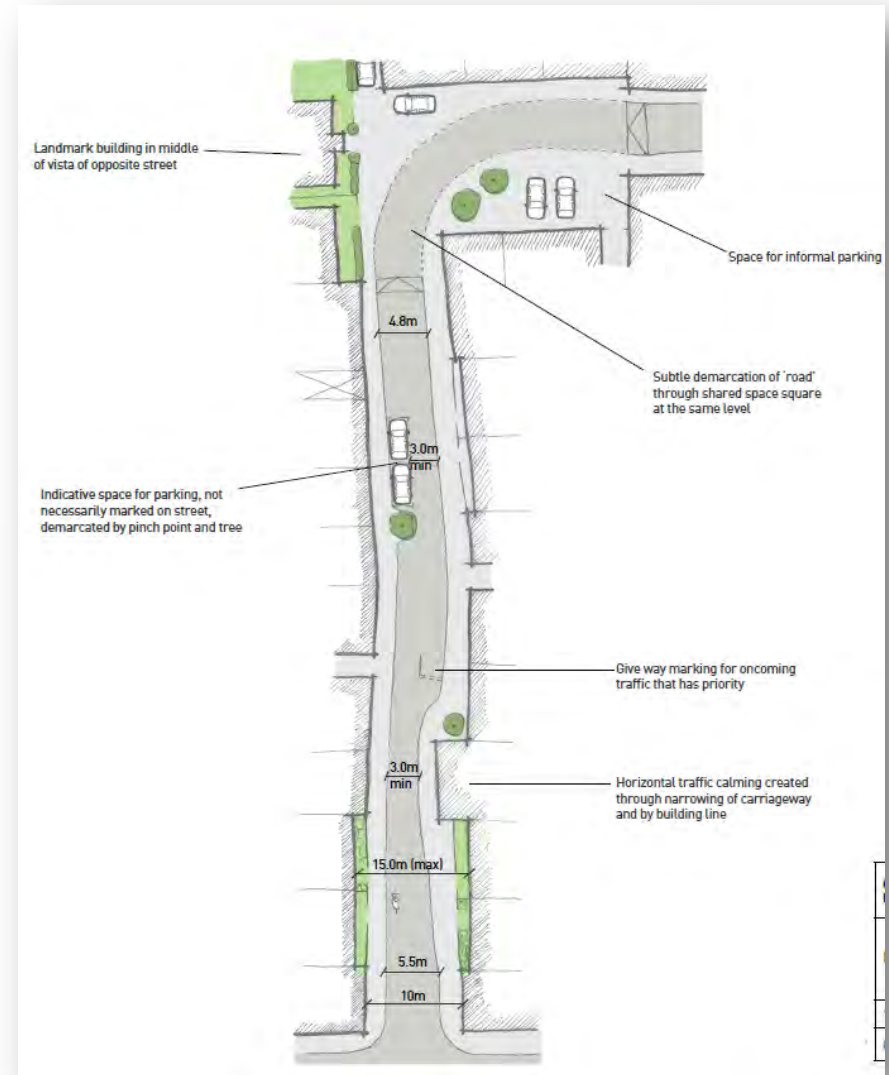 Landmark building in middle
of vista of opposite street
Space for informal parking
4.8m
Subtle demarcation of 'road'
through shared space square
at the same level
3.0m
min
Indicative space for parking, not
necessarily marked on street,
demarcated by pinch point and tree
Give way marking for oncoming
traffic that has priority
3.0m
min
Horizontal traffic calming created
through narrowing of carriageway
and by building line
15.0m (max)
5.5m
10m